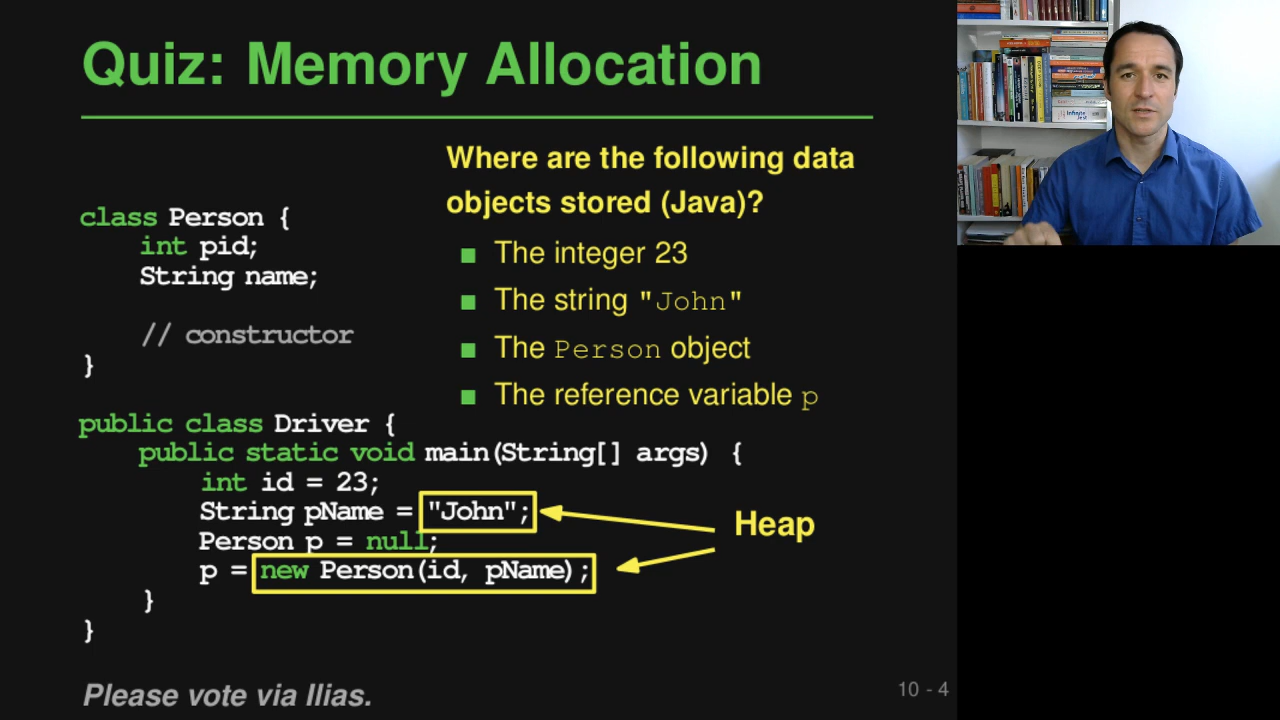 Quiz: Memory Allocation
Where are the following data
objects stored (Java)?
■ The integer 23
■ The string "John"
■ The Person object
■ The reference variable p
class Person {
int pid;
String name;
// constructor
}
public class Driver {
public static void main(String[] args) {
int id = 23;
String pName = "John";
Person p = null;
p = new Person(id, pName);
}
}
Heap
Please vote via Ilias.
10 - 4
Infinite
Jest